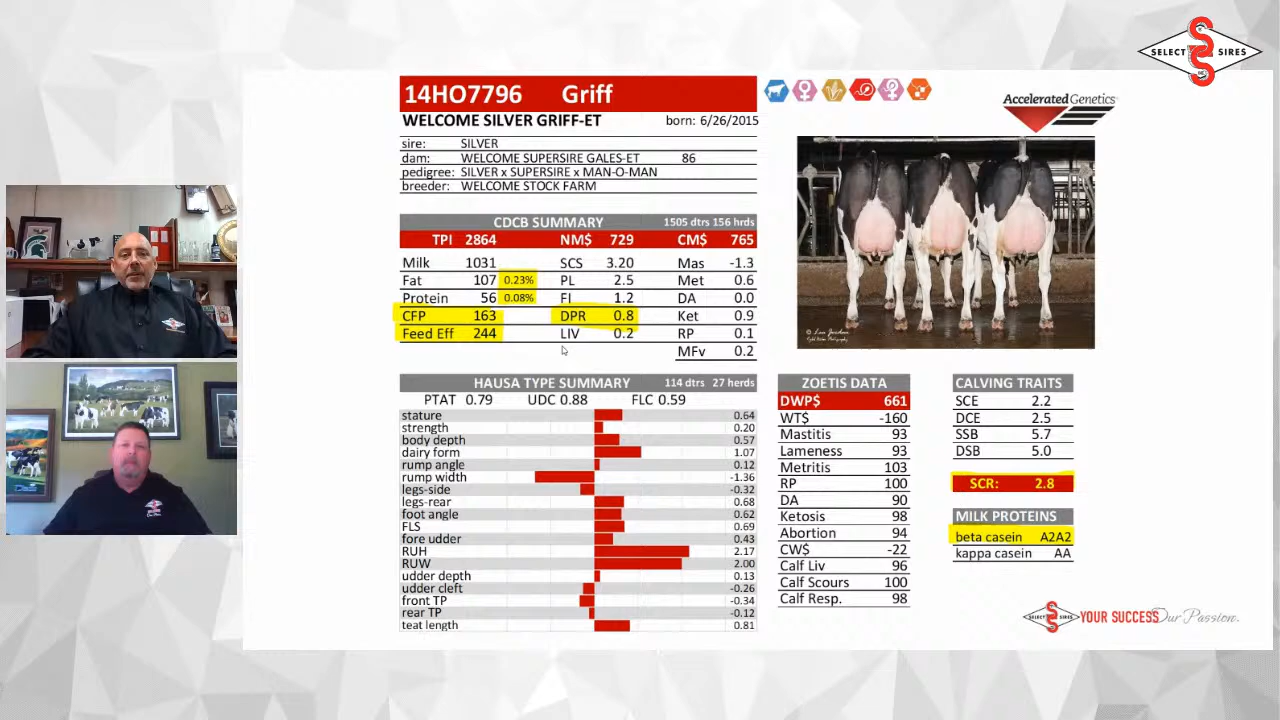 SELECT SIRES
14HO7796 Griff
WELCOME SILVER GRIFF-ET born: 6/26/2015
sire: SILVER
dam: WELCOME SUPERSIRE GALES-ET 86
pedigree: SILVER x SUPERSIRE x MAN-O-MAN
breeder: WELCOME STOCK FARM
Accelerated Genetics
CDCB SUMMARY 1505 dtrs 156 hrds
TPI 2864 NM$ 729 CM$ 765
Milk 1031 SCS 3.20 Mas -1.3
Fat 107 0.23% PL 2.5 Met 0.6
Protein 56 0.08% FI 1.2 DA 0.0
CFP 163 DPR 0.8 Ket 0.9
Feed Eff 244 LIV 0.2 RP 0.1
MFv 0.2
HAUSA TYPE SUMMARY 114 dtrs 27 herds
PTAT 0.79 UDC 0.88 FLC 0.59
stature 0.64
strength 0.20
body depth 0.57
dairy form 1.07
rump angle 0.12
rump width -1.36
legs-side -0.32
legs-rear 0.68
foot angle 0.62
FLS 0.69
fore udder 0.43
RUH 2.17
RUW 2.00
udder depth 0.13
udder cleft -0.26
front TP -0.34
rear TP -0.12
teat length 0.81
ZOETIS DATA
DWP$ 661
WT$ -160
Mastitis 93
Lameness 93
Metritis 103
RP 100
DA 90
Ketosis 98
Abortion 94
CW$ -22
Calf Liv 96
Calf Scours 100
Calf Resp. 98
CALVING TRAITS
SCE 2.2
DCE 2.5
SSB 5.7
DSB 5.0
SCR: 2.8
MILK PROTEINS
beta casein A2A2
kappa casein AA
SELECT SIRES YOUR SUCCESS Our Passion.